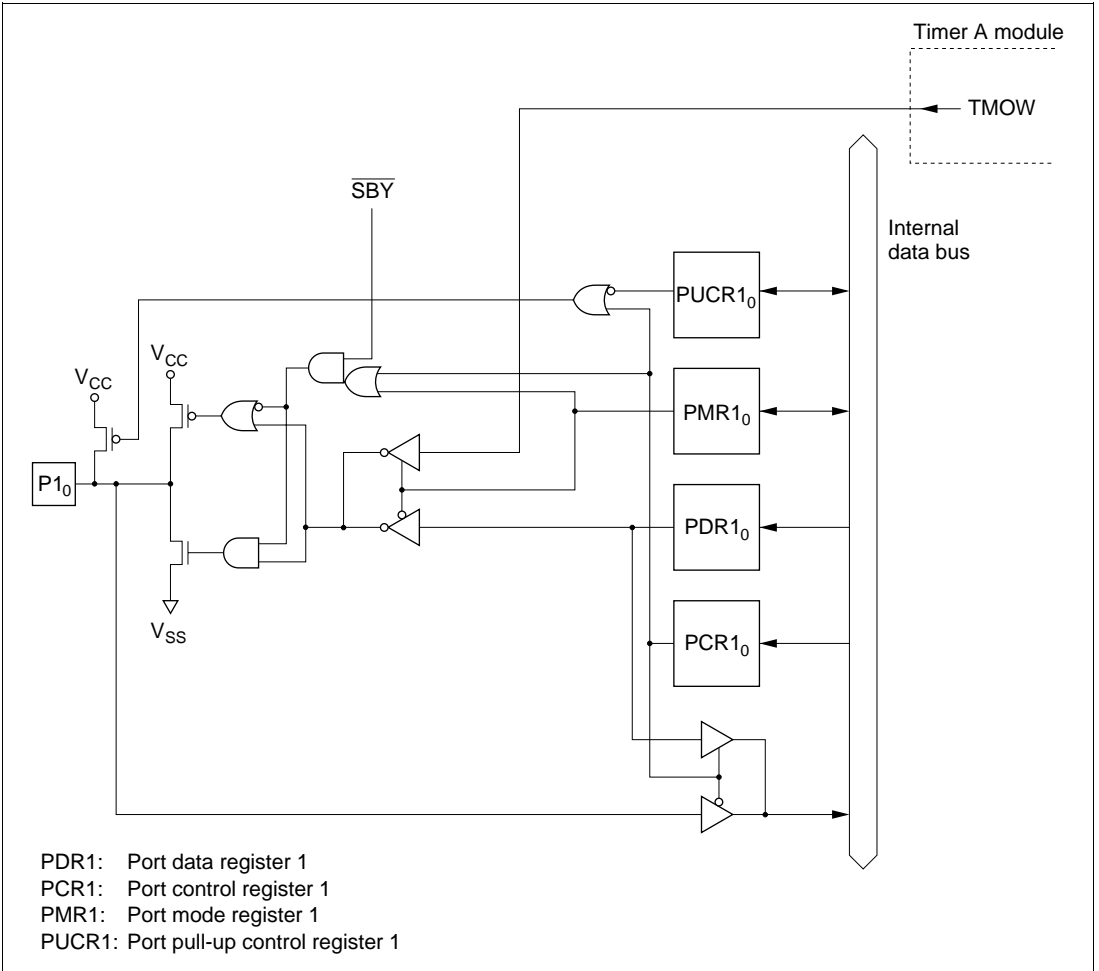 Timer A module
TMOW
SBY
Internal
data bus
PUCR1₀
V_CC
V_CC
PMR1₀
P1₀
PDR1₀
V_SS
PCR1₀
PDR1: Port data register 1
PCR1: Port control register 1
PMR1: Port mode register 1
PUCR1: Port pull-up control register 1